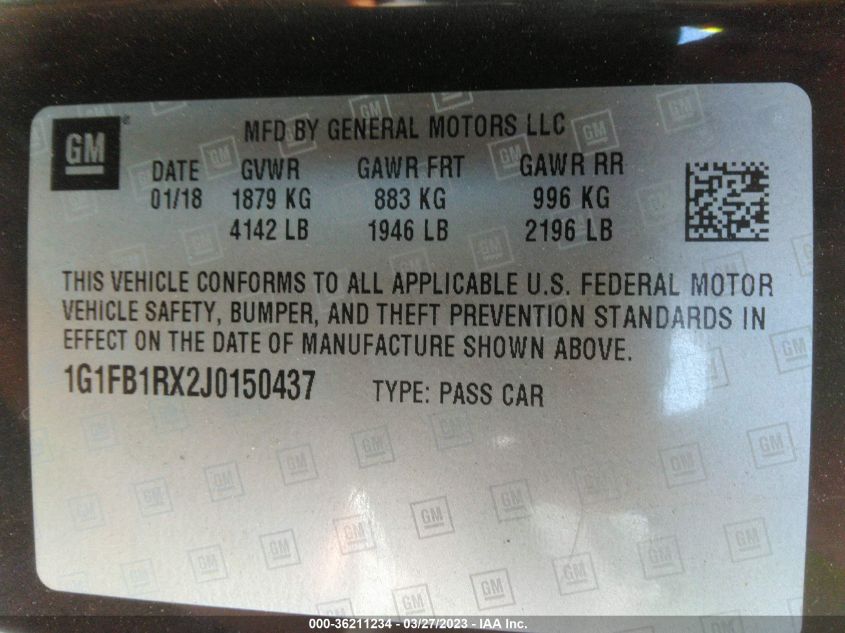 GM®
MFD BY GENERAL MOTORS LLC
DATE GVWR GAWR FRT GAWR RR
01/18 1879 KG 883 KG 996 KG
4142 LB 1946 LB 2196 LB
THIS VEHICLE CONFORMS TO ALL APPLICABLE U.S. FEDERAL MOTOR
VEHICLE SAFETY, BUMPER, AND THEFT PREVENTION STANDARDS IN
EFFECT ON THE DATE OF MANUFACTURE SHOWN ABOVE.
1G1FB1RX2J0150437 TYPE: PASS CAR
000-36211234 - 03/27/2023 - IAA Inc.